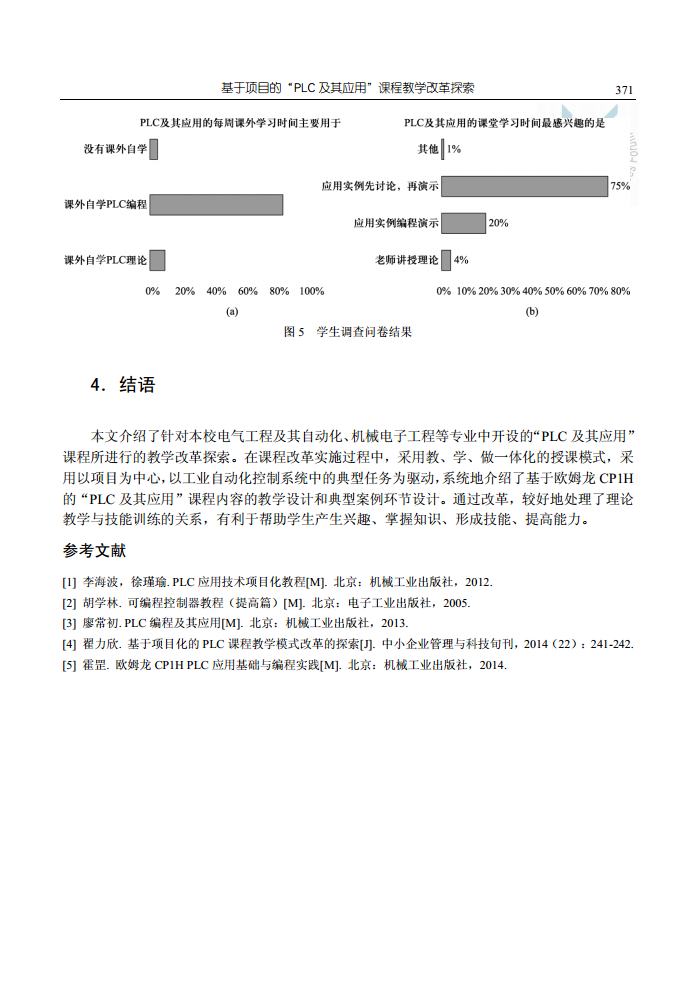 基于项目的“PLC 及其应用”课程教学改革探索
371
PLC及其应用的每周课外学习时间主要用于
没有课外自学
课外自学PLC编程
课外自学PLC理论
0% 20% 40% 60% 80% 100%
(a)
PLC及其应用的课堂学习时间最感兴趣的是
其他 1%
应用实例先讨论，再演示 75%
应用实例编程演示 20%
老师讲授理论 4%
0% 10% 20% 30% 40% 50% 60% 70% 80%
(b)
图 5 学生调查问卷结果
4．结语
本文介绍了针对本校电气工程及其自动化、机械电子工程等专业中开设的“PLC 及其应用”
课程所进行的教学改革探索。在课程改革实施过程中，采用教、学、做一体化的授课模式，采
用以项目为中心，以工业自动化控制系统中的典型任务为驱动，系统地介绍了基于欧姆龙 CP1H
的“PLC 及其应用”课程内容的教学设计和典型案例环节设计。通过改革，较好地处理了理论
教学与技能训练的关系，有利于帮助学生产生兴趣、掌握知识、形成技能、提高能力。
参考文献
[1] 李海波，徐瑾瑜. PLC 应用技术项目化教程[M]. 北京：机械工业出版社，2012.
[2] 胡学林. 可编程控制器教程（提高篇）[M]. 北京：电子工业出版社，2005.
[3] 廖常初. PLC 编程及其应用[M]. 北京：机械工业出版社，2013.
[4] 翟力欣. 基于项目化的 PLC 课程教学模式改革的探索[J]. 中小企业管理与科技旬刊，2014（22）：241-242.
[5] 霍罡. 欧姆龙 CP1H PLC 应用基础与编程实践[M]. 北京：机械工业出版社，2014.